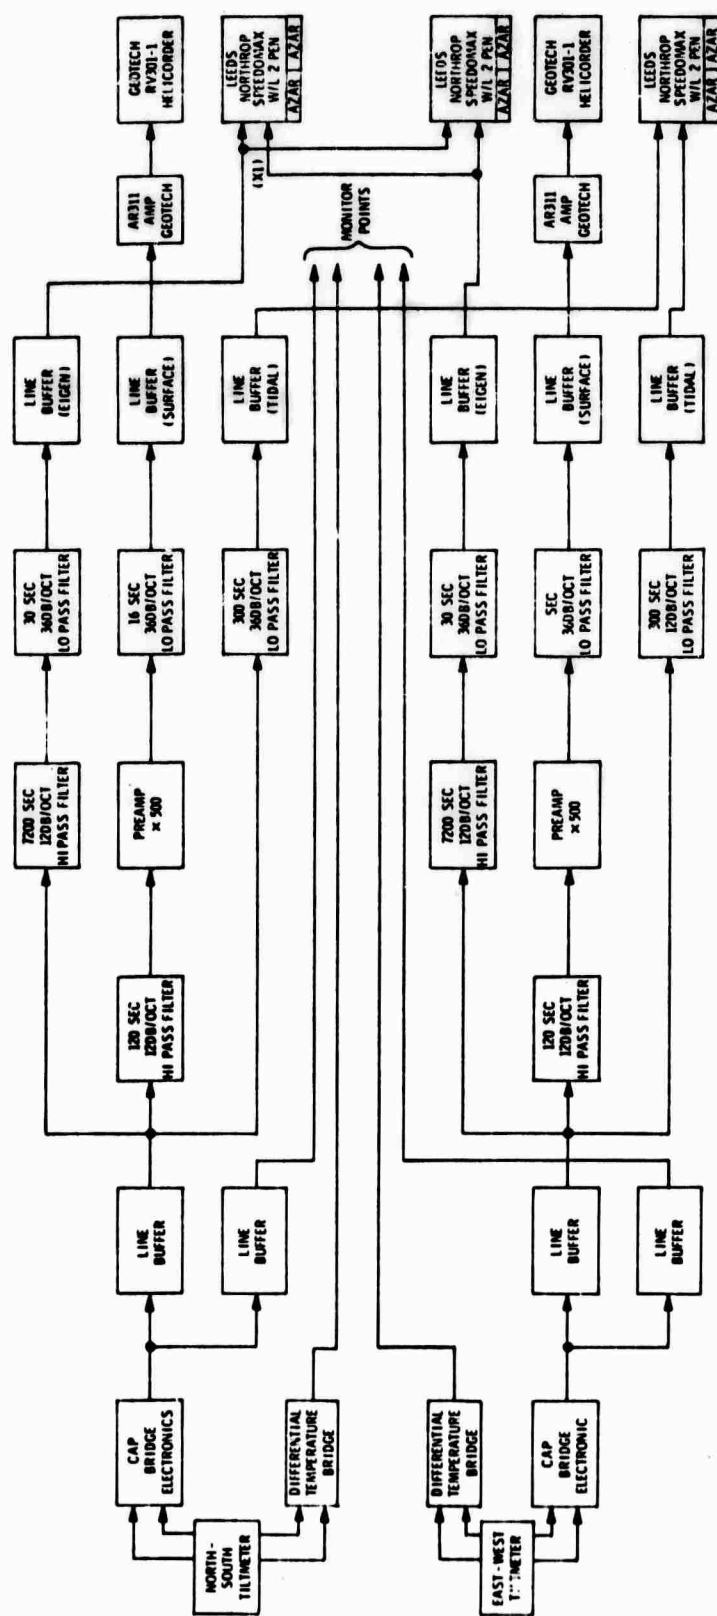 NORTH-
SOUTH
TILTMETER
CAP
BRIDGE
ELECTRONICS
DIFFERENTIAL
TEMPERATURE
BRIDGE
LINE
BUFFER
LINE
BUFFER
7200 SEC
12DB/OCT
HI PASS FILTER
120 SEC
12DB/OCT
HI PASS FILTER
PREAMP
× 500
30 SEC
36DB/OCT
LO PASS FILTER
16 SEC
36DB/OCT
LO PASS FILTER
300 SEC
36DB/OCT
LO PASS FILTER
LINE
BUFFER
(EIGEN)
LINE
BUFFER
(SURFACE)
LINE
BUFFER
(TIDAL)
AR311
AMP
GEOTECH
GEOTECH
RV301-1
HELICORDER
LEEDS
NORTHROP
SPEEDOMAX
W/L 2 PEN
AZAR AZAR
(X1)
MONITOR
POINTS
EAST-WEST
DIFFERENTIAL
TEMPERATURE
BRIDGE
CAP
BRIDGE
ELECTRONIC
LINE
BUFFER
LINE
BUFFER
7200 SEC
12DB/OCT
HI PASS FILTER
120 SEC
12DB/OCT
HI PASS FILTER
PREAMP
× 500
30 SEC
36DB/OCT
LO PASS FILTER
SEC
36DB/OCT
LO PASS FILTER
300 SEC
12DB/OCT
LO PASS FILTER
LINE
BUFFER
(EIGEN)
LINE
BUFFER
(SURFACE)
LINE
BUFFER
(TIDAL)
LEEDS
NORTHROP
SPEEDOMAX
W/L 2 PEN
AZAR AZAR
AR311
AMP
GEOTECH
GEOTECH
RV301-1
HELICORDER
LEEDS
NORTHROP
SPEEDOMAX
W/L 2 PEN
AZAR AZAR